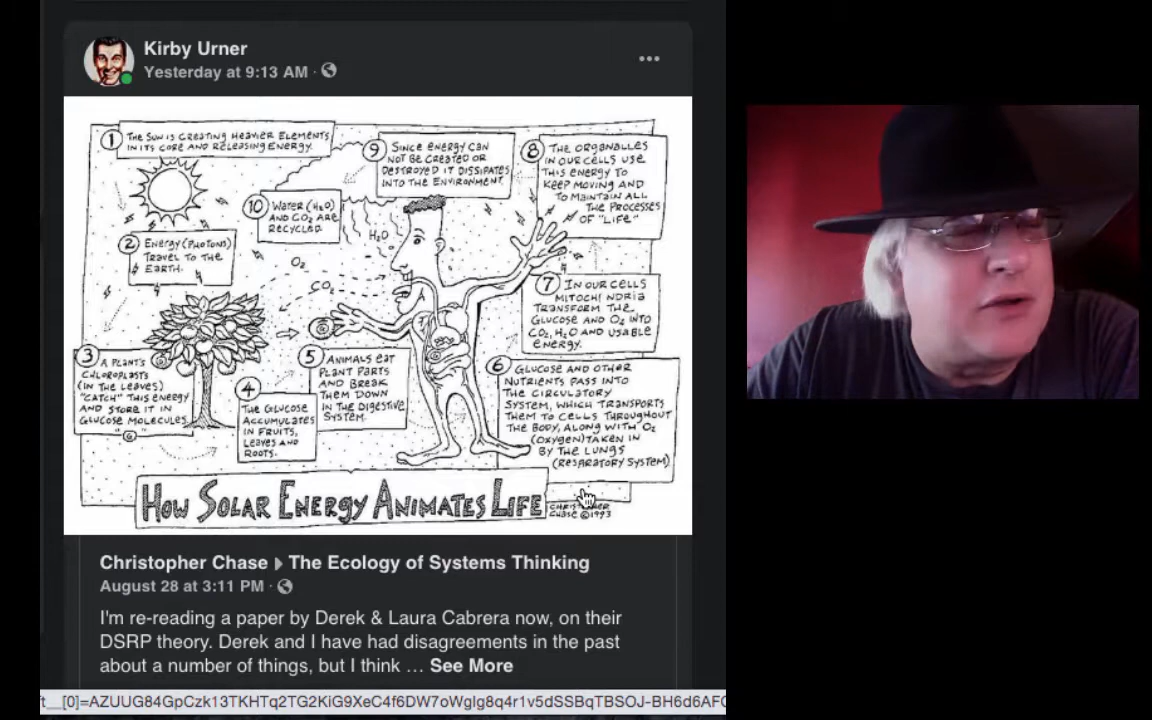 Kirby Urner
Yesterday at 9:13 AM ·
1 THE SUN IS CREATING HEAVIER ELEMENTS
IN ITS CORE AND RELEASING ENERGY.
9 SINCE ENERGY CAN
NOT BE CREATED OR
DESTROYED IT DISSIPATES
INTO THE ENVIRONMENT.
8 THE ORGANALLES
IN OUR CELLS USE
THIS ENERGY TO
KEEP MOVING AND
TO MAINTAIN ALL
THE PROCESSES
OF "LIFE"
10 WATER (H2O)
AND CO2 ARE
RECYCLED.
2 ENERGY (PHOTONS)
TRAVEL TO THE
EARTH.
H2O
O2
CO2
7 IN OUR CELLS
MITOCHINDRIA
TRANSFORM THE
GLUCOSE AND O2 INTO
CO2, H2O AND USABLE
ENERGY.
3 A PLANT'S
CHLOROPLASTS
(IN THE LEAVES)
"CATCH" THIS ENERGY
AND STORE IT IN
GLUCOSE MOLECULES
"G"
G
G
4
THE GLUCOSE
ACCUMULATES
IN FRUITS,
LEAVES AND
ROOTS.
5 ANIMALS EAT
PLANT PARTS
AND BREAK
THEM DOWN
IN THE DIGESTIVE
SYSTEM.
6 GLUCOSE AND OTHER
NUTRIENTS PASS INTO
THE CIRCULATORY
SYSTEM, WHICH TRANSPORTS
THEM TO CELLS THROUGHOUT
THE BODY, ALONG WITH O2
(OXYGEN) TAKEN IN
BY THE LUNGS
(RESPIRATORY SYSTEM)
HOW SOLAR ENERGY ANIMATES LIFE
CHASE ©1993
Christopher Chase ▸ The Ecology of Systems Thinking
August 28 at 3:11 PM ·
I'm re-reading a paper by Derek & Laura Cabrera now, on their
DSRP theory. Derek and I have had disagreements in the past
about a number of things, but I think … See More